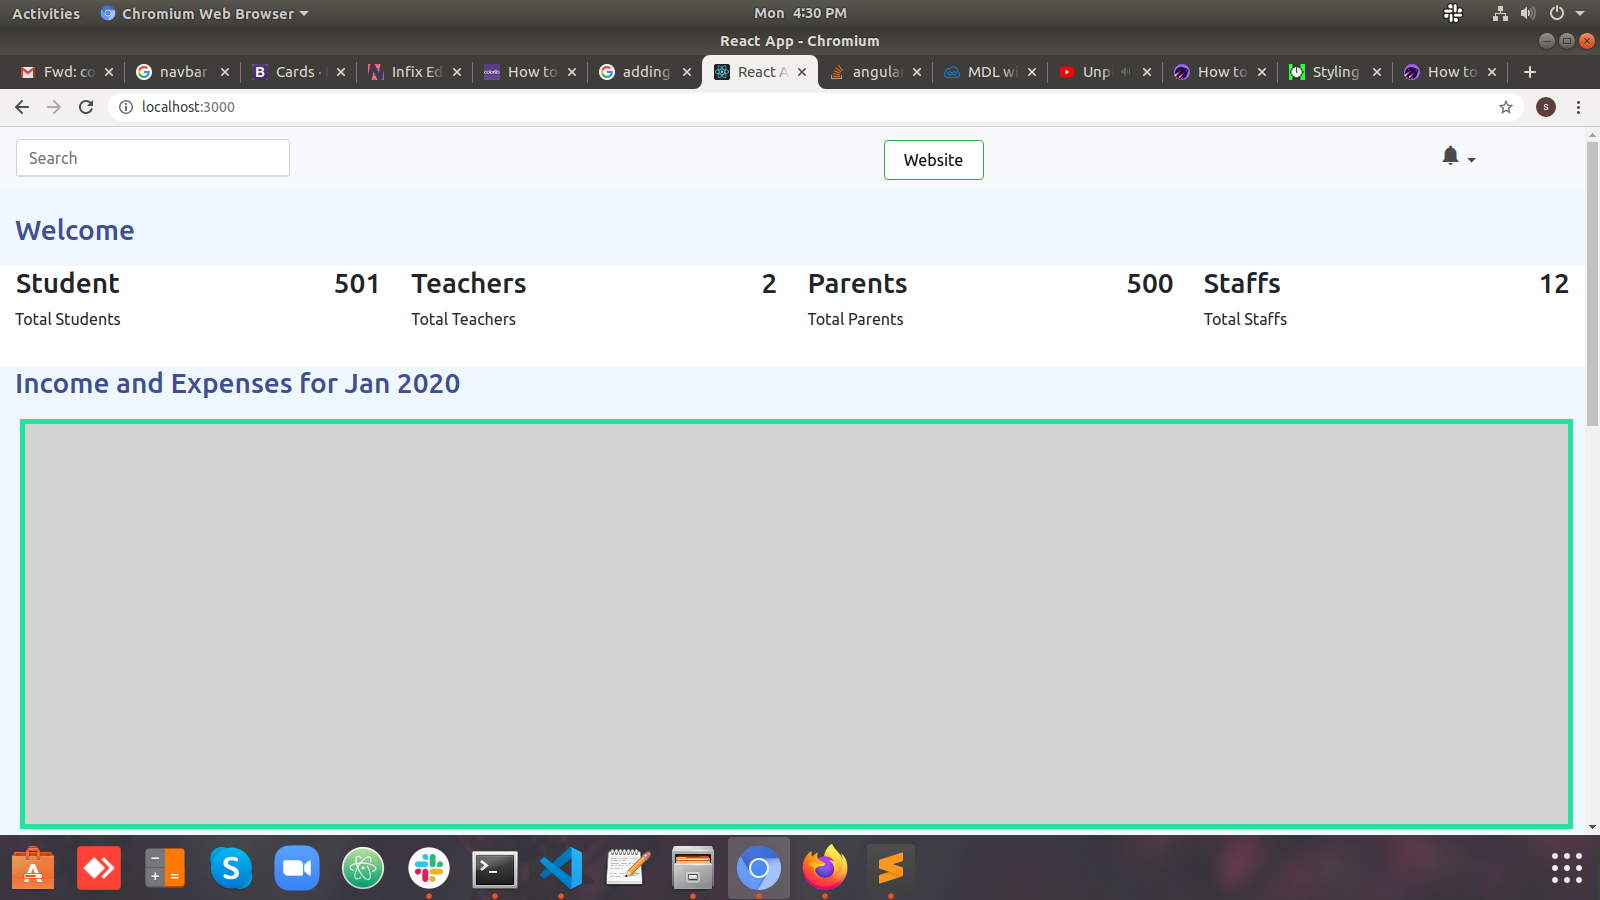 Activities Chromium Web Browser Mon 4:30 PM
React App - Chromium
Fwd: co navbar Cards · Infix Ed How to adding React A angular MDL wi Unp How to Styling How to
localhost:3000 S
Search Website
Welcome
Student 501 Teachers 2 Parents 500 Staffs 12
Total Students Total Teachers Total Parents Total Staffs
Income and Expenses for Jan 2020